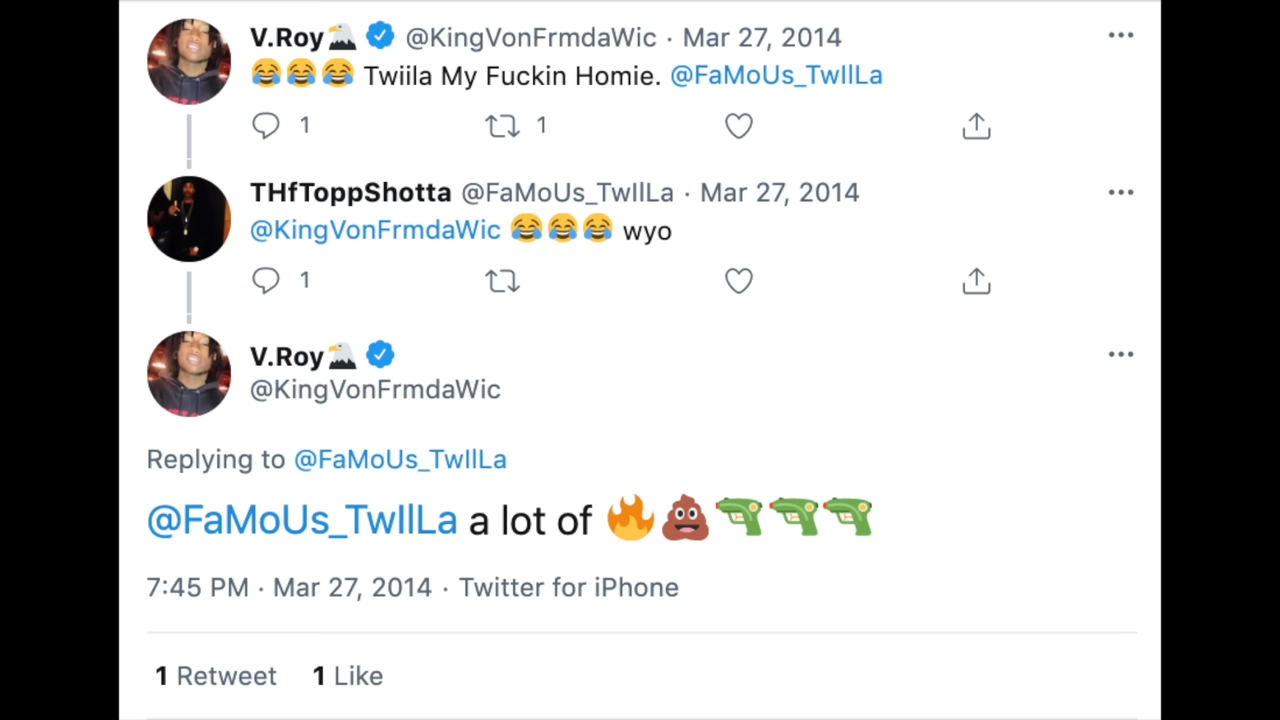 V.Roy🦅 @KingVonFrmdaWic · Mar 27, 2014
😂😂😂 Twiila My Fuckin Homie. @FaMoUs_TwIlLa
1 1
THfToppShotta @FaMoUs_TwIlLa · Mar 27, 2014
@KingVonFrmdaWic 😂😂😂 wyo
1
V.Roy🦅
@KingVonFrmdaWic
Replying to @FaMoUs_TwIlLa
@FaMoUs_TwIlLa a lot of 🔥💩🔫🔫🔫
7:45 PM · Mar 27, 2014 · Twitter for iPhone
1 Retweet 1 Like